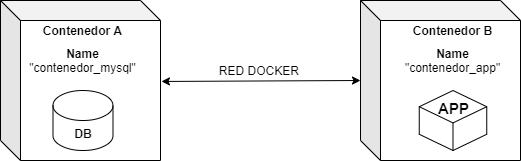 Contenedor A
Name
"contenedor_mysql"
DB
RED DOCKER
Contenedor B
Name
"contenedor_app"
APP